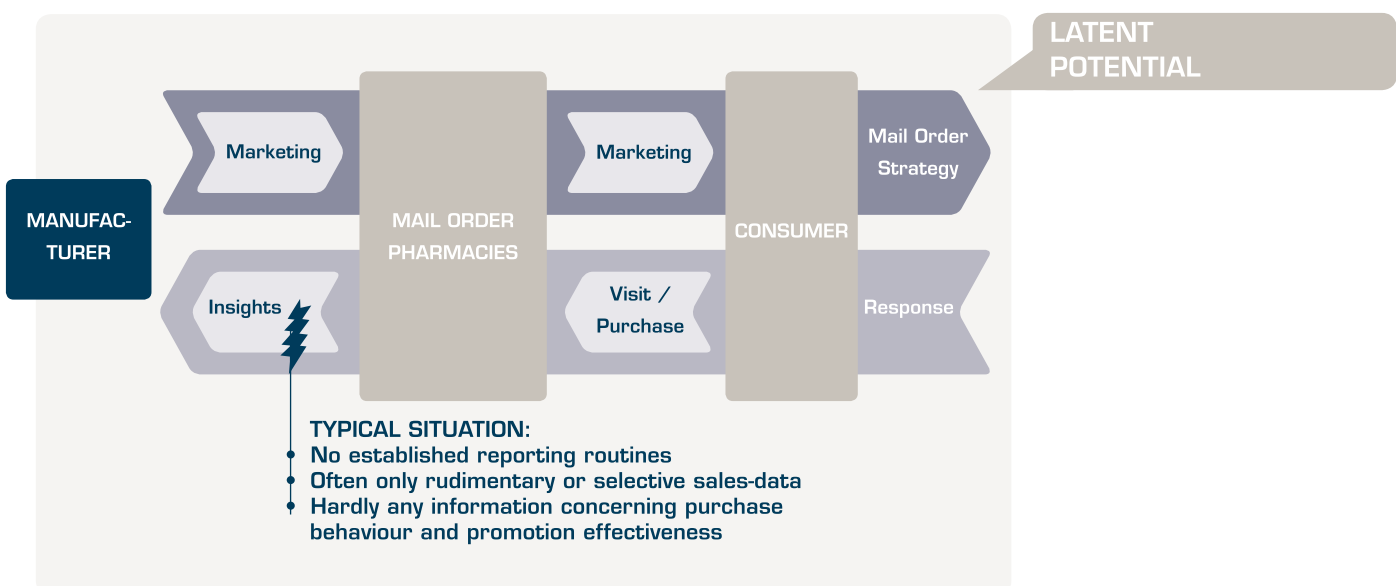 LATENT
POTENTIAL
Marketing
Marketing
Mail Order
Strategy
MANUFAC-
TURER
MAIL ORDER
PHARMACIES
CONSUMER
Insights
Visit /
Purchase
Response
TYPICAL SITUATION:
No established reporting routines
Often only rudimentary or selective sales-data
Hardly any information concerning purchase
behaviour and promotion effectiveness